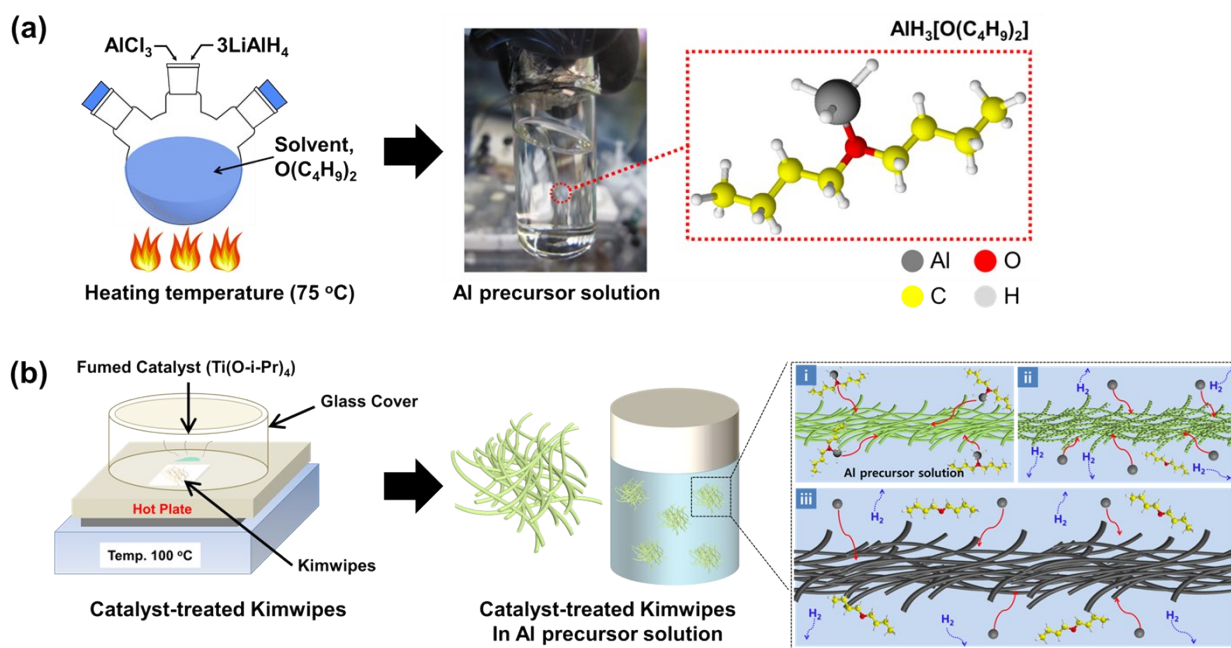 (a)
AlCl3
3LiAlH4
Solvent,
O(C4H9)2
Heating temperature (75 oC)
Al precursor solution
AlH3[O(C4H9)2]
Al
O
C
H
(b)
Fumed Catalyst (Ti(O-i-Pr)4)
Glass Cover
Hot Plate
Temp. 100 oC
Kimwipes
Catalyst-treated Kimwipes
Catalyst-treated Kimwipes
In Al precursor solution
i
Al precursor solution
ii
H2
H2
H2
H2
H2
iii
H2
H2
H2
H2
H2